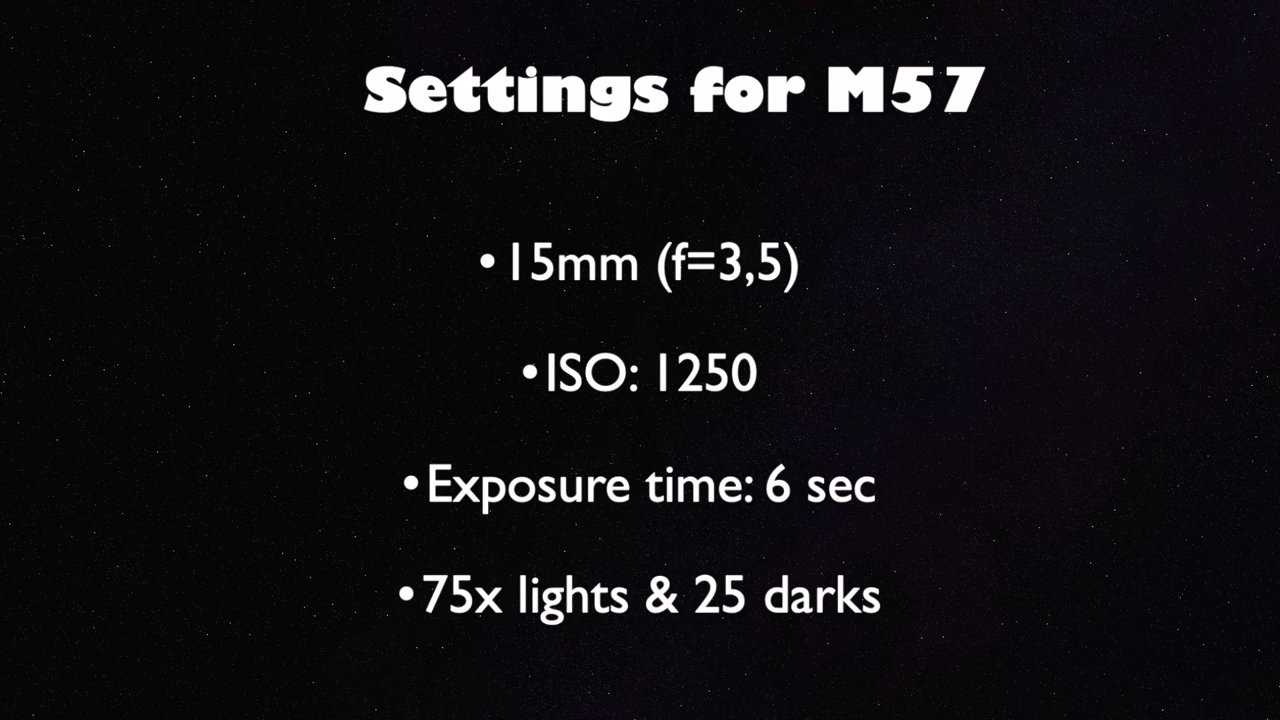 Settings for M57
•15mm (f=3,5)
•ISO: 1250
•Exposure time: 6 sec
•75x lights & 25 darks